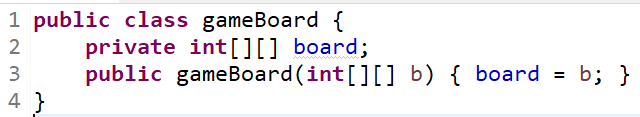 1 public class gameBoard {
2     private int[][] board;
3     public gameBoard(int[][] b) { board = b; }
4 }